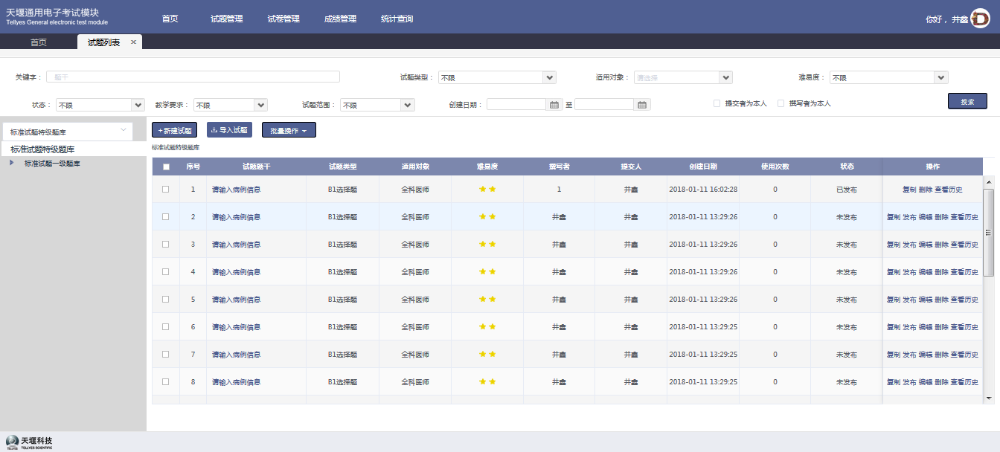 天堰通用电子考试模块
Tellyes General electronic test module
首页 试题管理 试卷管理 成绩管理 统计查询
你好， 井鑫
首页 试题列表 ×
关键字： 题干 试题类型： 不限 适用对象： 请选择 难易度： 不限
状态： 不限 教学要求： 不限 试题范围： 不限 创建日期： 至 提交者为本人 撰写者为本人 搜索
标准试题特级题库
标准试题特级题库
标准试题一级题库
+新建试题 导入试题 批量操作
标准试题特级题库
序号 试题题干 试题类型 适用对象 难易度 撰写者 提交人 创建日期 使用次数 状态 操作
1 请输入病例信息 B1选择题 全科医师 ★★ 1 井鑫 2018-01-11 16:02:28 0 已发布 复制 删除 查看历史
2 请输入病例信息 B1选择题 全科医师 ★★ 井鑫 井鑫 2018-01-11 13:29:26 0 未发布 复制 发布 编辑 删除 查看历史
3 请输入病例信息 B1选择题 全科医师 ★★ 井鑫 井鑫 2018-01-11 13:29:26 0 未发布 复制 发布 编辑 删除 查看历史
4 请输入病例信息 B1选择题 全科医师 ★★ 井鑫 井鑫 2018-01-11 13:29:26 0 未发布 复制 发布 编辑 删除 查看历史
5 请输入病例信息 B1选择题 全科医师 ★★ 井鑫 井鑫 2018-01-11 13:29:26 0 未发布 复制 发布 编辑 删除 查看历史
6 请输入病例信息 B1选择题 全科医师 ★★ 井鑫 井鑫 2018-01-11 13:29:25 0 未发布 复制 发布 编辑 删除 查看历史
7 请输入病例信息 B1选择题 全科医师 ★★ 井鑫 井鑫 2018-01-11 13:29:25 0 未发布 复制 发布 编辑 删除 查看历史
8 请输入病例信息 B1选择题 全科医师 ★★ 井鑫 井鑫 2018-01-11 13:29:25 0 未发布 复制 发布 编辑 删除 查看历史
天堰科技
TELLYES TELLYES SCIENTIFIC